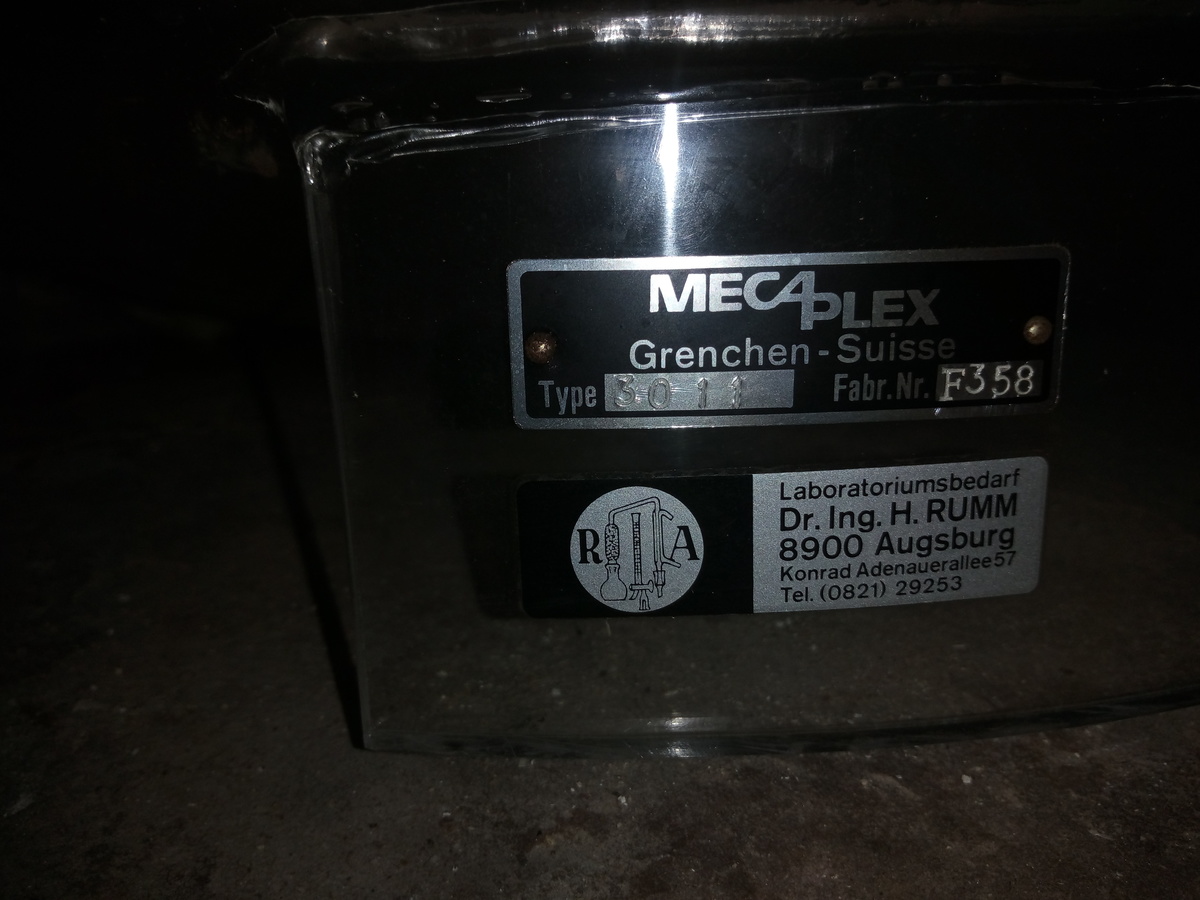 MECAPLEX
Grenchen-Suisse
Type 3011 Fabr.Nr. F358
R A
Laboratoriumsbedarf
Dr. Ing. H. RUMM
8900 Augsburg
Konrad Adenauerallee 57
Tel. (0821) 29253